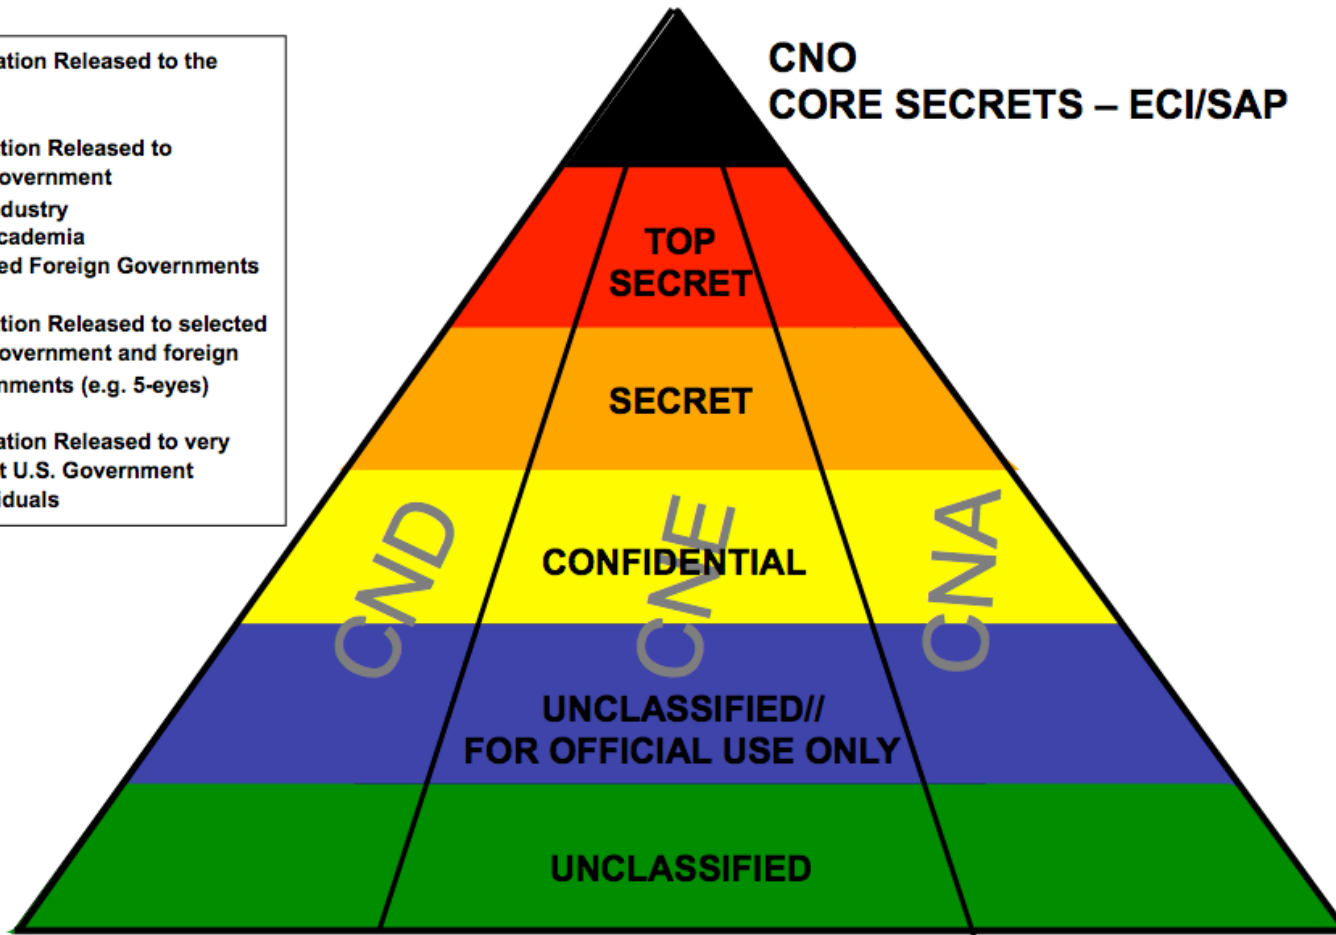 ation Released to the
tion Released to
overnment
dustry
cademia
ed Foreign Governments
tion Released to selected
overnment and foreign
nments (e.g. 5-eyes)
ation Released to very
t U.S. Government
iduals
CNO
CORE SECRETS – ECI/SAP
TOP
SECRET
SECRET
CONFIDENTIAL
CND
CNE
CNA
UNCLASSIFIED//
FOR OFFICIAL USE ONLY
UNCLASSIFIED